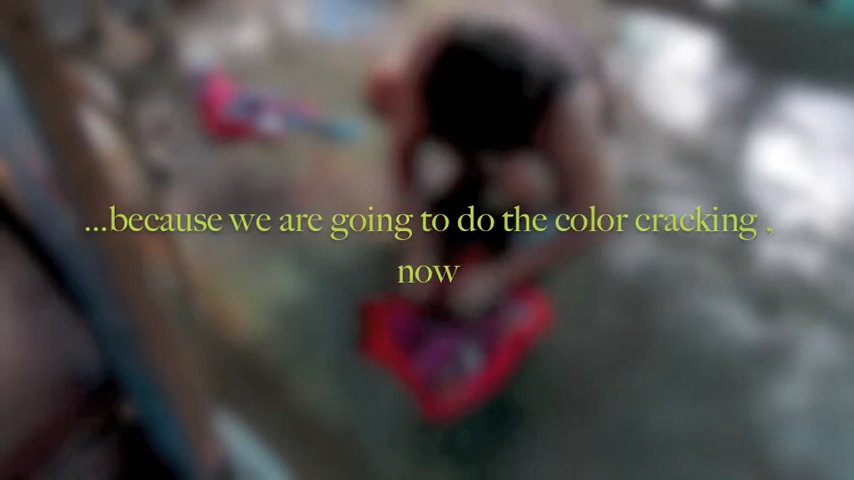 ...because we are going to do the color cracking ,
now